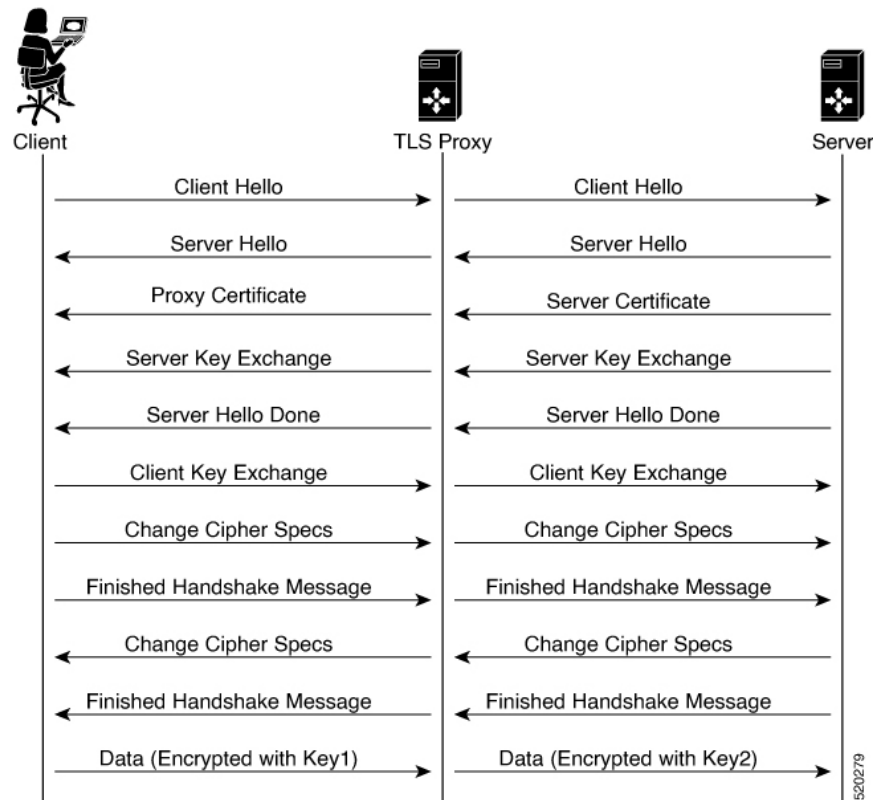 Client
TLS Proxy
Server
Client Hello
Client Hello
Server Hello
Server Hello
Proxy Certificate
Server Certificate
Server Key Exchange
Server Key Exchange
Server Hello Done
Server Hello Done
Client Key Exchange
Client Key Exchange
Change Cipher Specs
Change Cipher Specs
Finished Handshake Message
Finished Handshake Message
Change Cipher Specs
Change Cipher Specs
Finished Handshake Message
Finished Handshake Message
Data (Encrypted with Key1)
Data (Encrypted with Key2)
520279